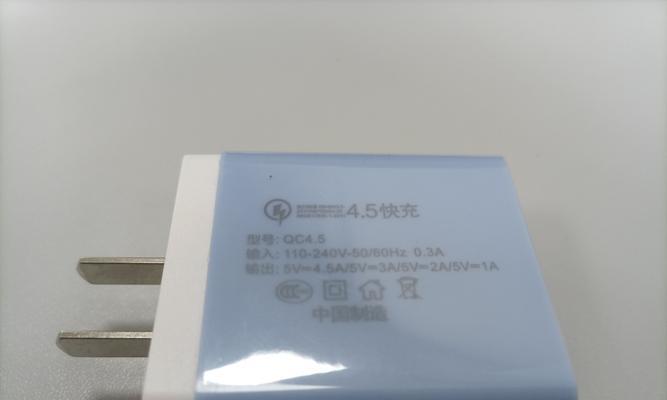 4.5快充
型号: QC4.5
输入: 110-240V-50/60Hz 0.3A
输出: 5V=4.5A/5V=3A/5V=2A/5V=1A
CCC
中国制造